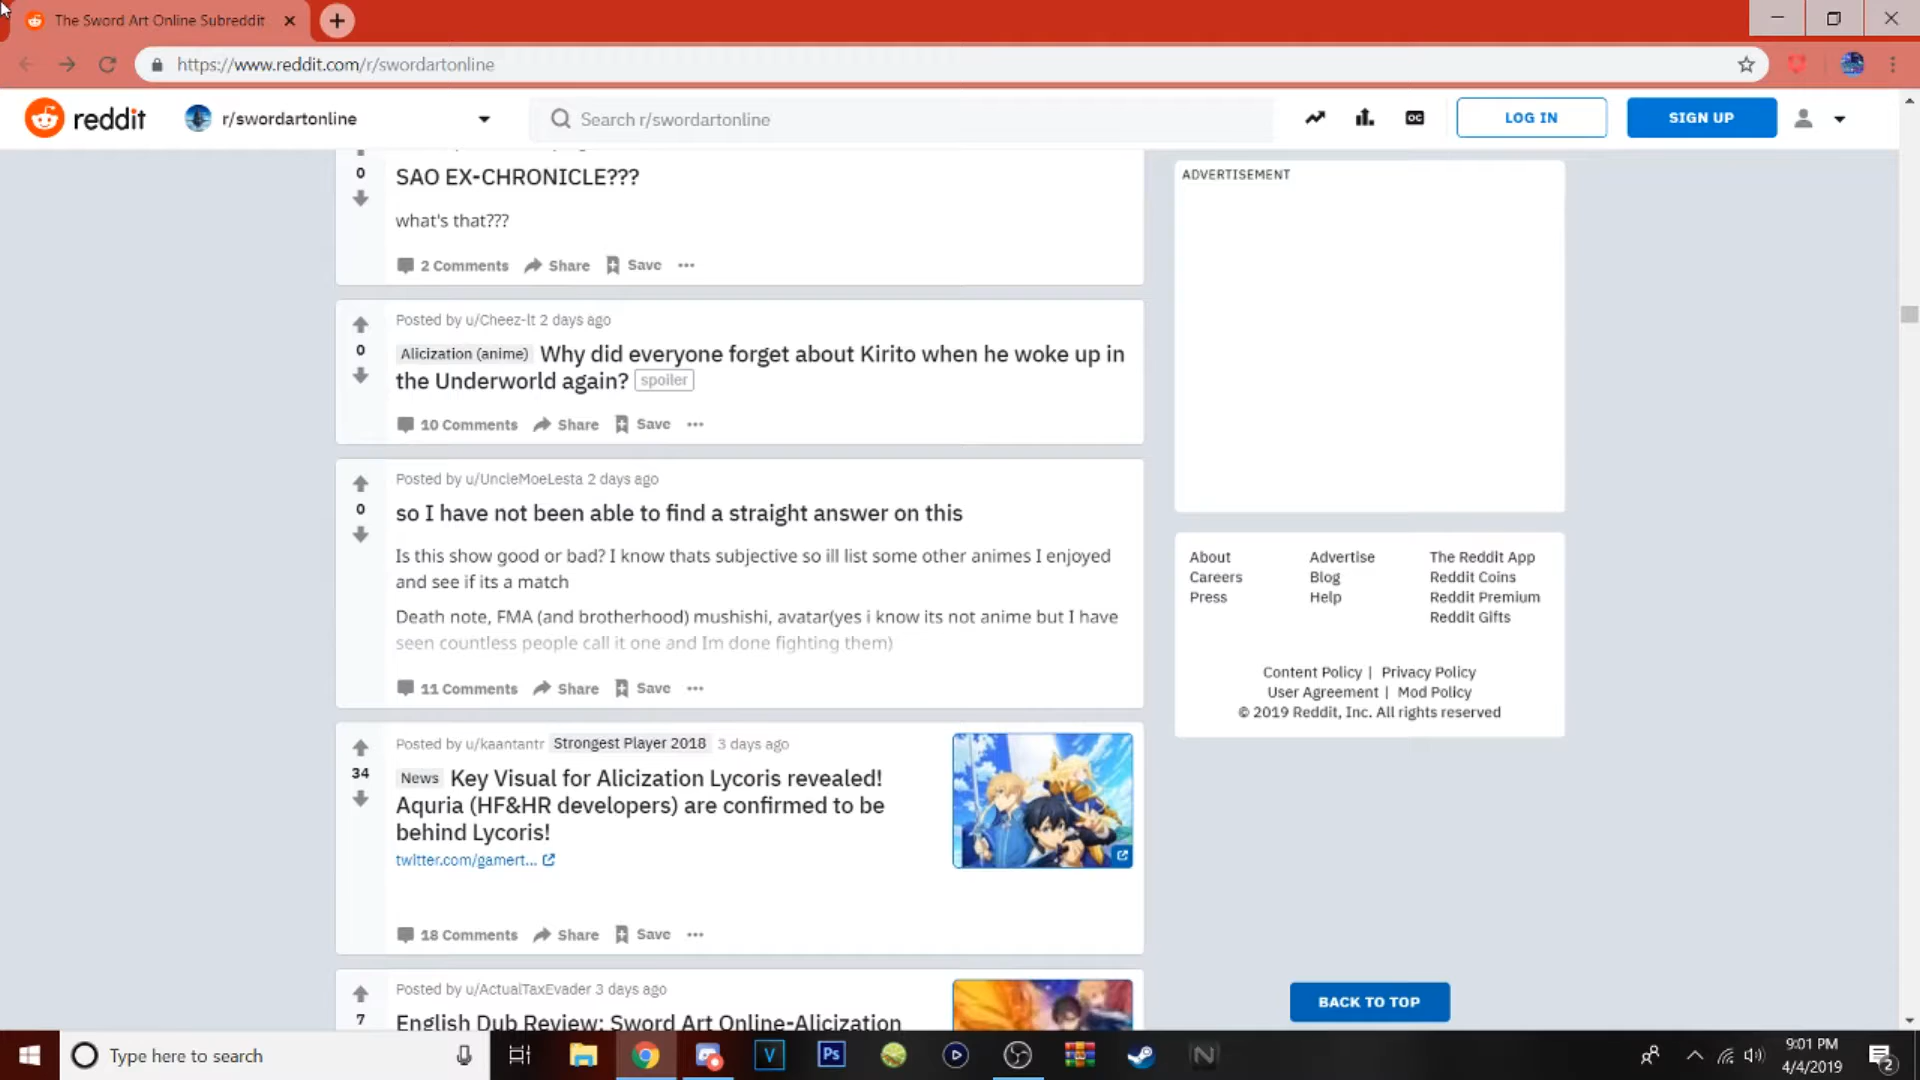 The Sword Art Online Subreddit
https://www.reddit.com/r/swordartonline
reddit
r/swordartonline
Search r/swordartonline
OC
LOG IN
SIGN UP
0
SAO EX-CHRONICLE???
what's that???
2 Comments Share Save
Posted by u/Cheez-It 2 days ago
0
Alicization (anime) Why did everyone forget about Kirito when he woke up in
the Underworld again? spoiler
10 Comments Share Save
Posted by u/UncleMoeLesta 2 days ago
0
so I have not been able to find a straight answer on this
Is this show good or bad? I know thats subjective so ill list some other animes I enjoyed
and see if its a match
Death note, FMA (and brotherhood) mushishi, avatar(yes i know its not anime but I have
seen countless people call it one and Im done fighting them)
11 Comments Share Save
Posted by u/kaantantr Strongest Player 2018 3 days ago
34
News Key Visual for Alicization Lycoris revealed!
Aquria (HF&HR developers) are confirmed to be
behind Lycoris!
twitter.com/gamert...
18 Comments Share Save
Posted by u/ActualTaxEvader 3 days ago
7
English Dub Review: Sword Art Online-Alicization
ADVERTISEMENT
About Advertise The Reddit App
Careers Blog Reddit Coins
Press Help Reddit Premium
Reddit Gifts
Content Policy | Privacy Policy
User Agreement | Mod Policy
© 2019 Reddit, Inc. All rights reserved
BACK TO TOP
Type here to search
V
Ps
N
9:01 PM
4/4/2019
2